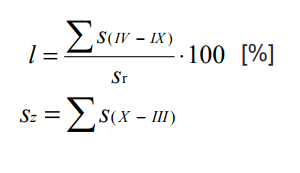 l = ∑ S(IV – IX) / Sr · 100 [%]
Sz = ∑ S(X – III)